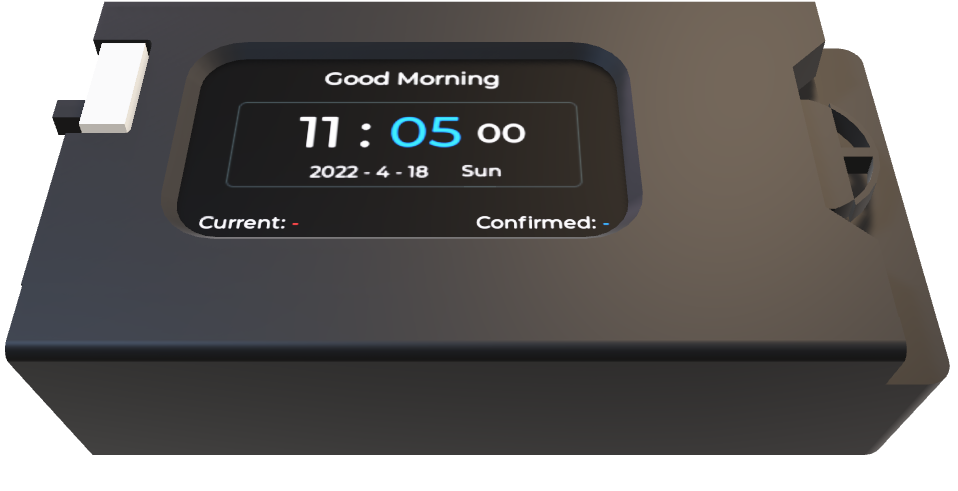 Good Morning
11 : 05 00
2022 - 4 - 18 Sun
Current: - Confirmed: -